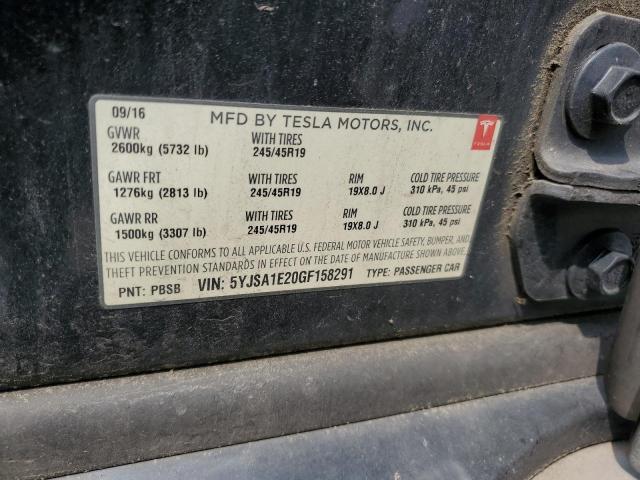 09/16 MFD BY TESLA MOTORS, INC.
TESLA
GVWR WITH TIRES
2600kg (5732 lb) 245/45R19
GAWR FRT WITH TIRES RIM COLD TIRE PRESSURE
1276kg (2813 lb) 245/45R19 19X8.0 J 310 kPa, 45 psi
GAWR RR WITH TIRES RIM COLD TIRE PRESSURE
1500kg (3307 lb) 245/45R19 19X8.0 J 310 kPa, 45 psi
THIS VEHICLE CONFORMS TO ALL APPLICABLE U.S. FEDERAL MOTOR VEHICLE SAFETY, BUMPER, AND
THEFT PREVENTION STANDARDS IN EFFECT ON THE DATE OF MANUFACTURE SHOWN ABOVE.
PNT: PBSB VIN: 5YJSA1E20GF158291 TYPE: PASSENGER CAR